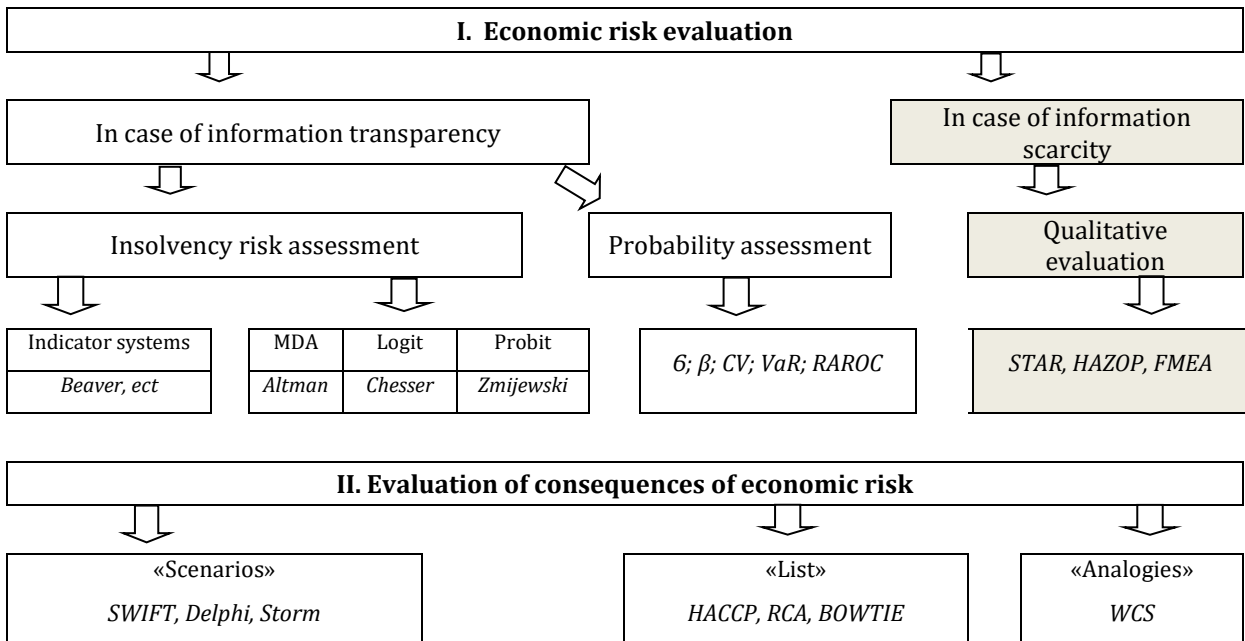 I. Economic risk evaluation
In case of information transparency
In case of information
scarcity
Insolvency risk assessment
Probability assessment
Qualitative
evaluation
Indicator systems
MDA
Logit
Probit
Beaver, ect
Altman
Chesser
Zmijewski
6; β; CV; VaR; RAROC
STAR, HAZOP, FMEA
II. Evaluation of consequences of economic risk
«Scenarios»
SWIFT, Delphi, Storm
«List»
HACCP, RCA, BOWTIE
«Analogies»
WCS